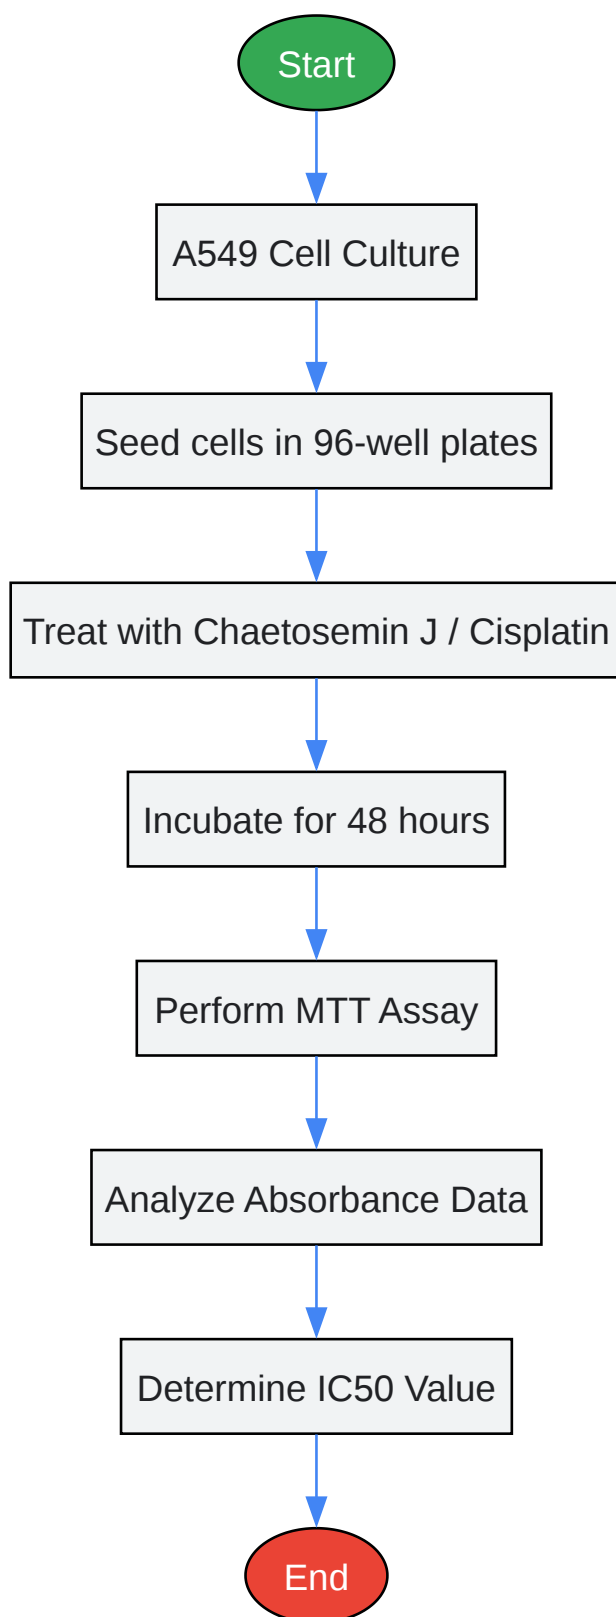 Start
A549 Cell Culture
Seed cells in 96-well plates
Treat with Chaetosemin J / Cisplatin
Incubate for 48 hours
Perform MTT Assay
Analyze Absorbance Data
Determine IC50 Value
End